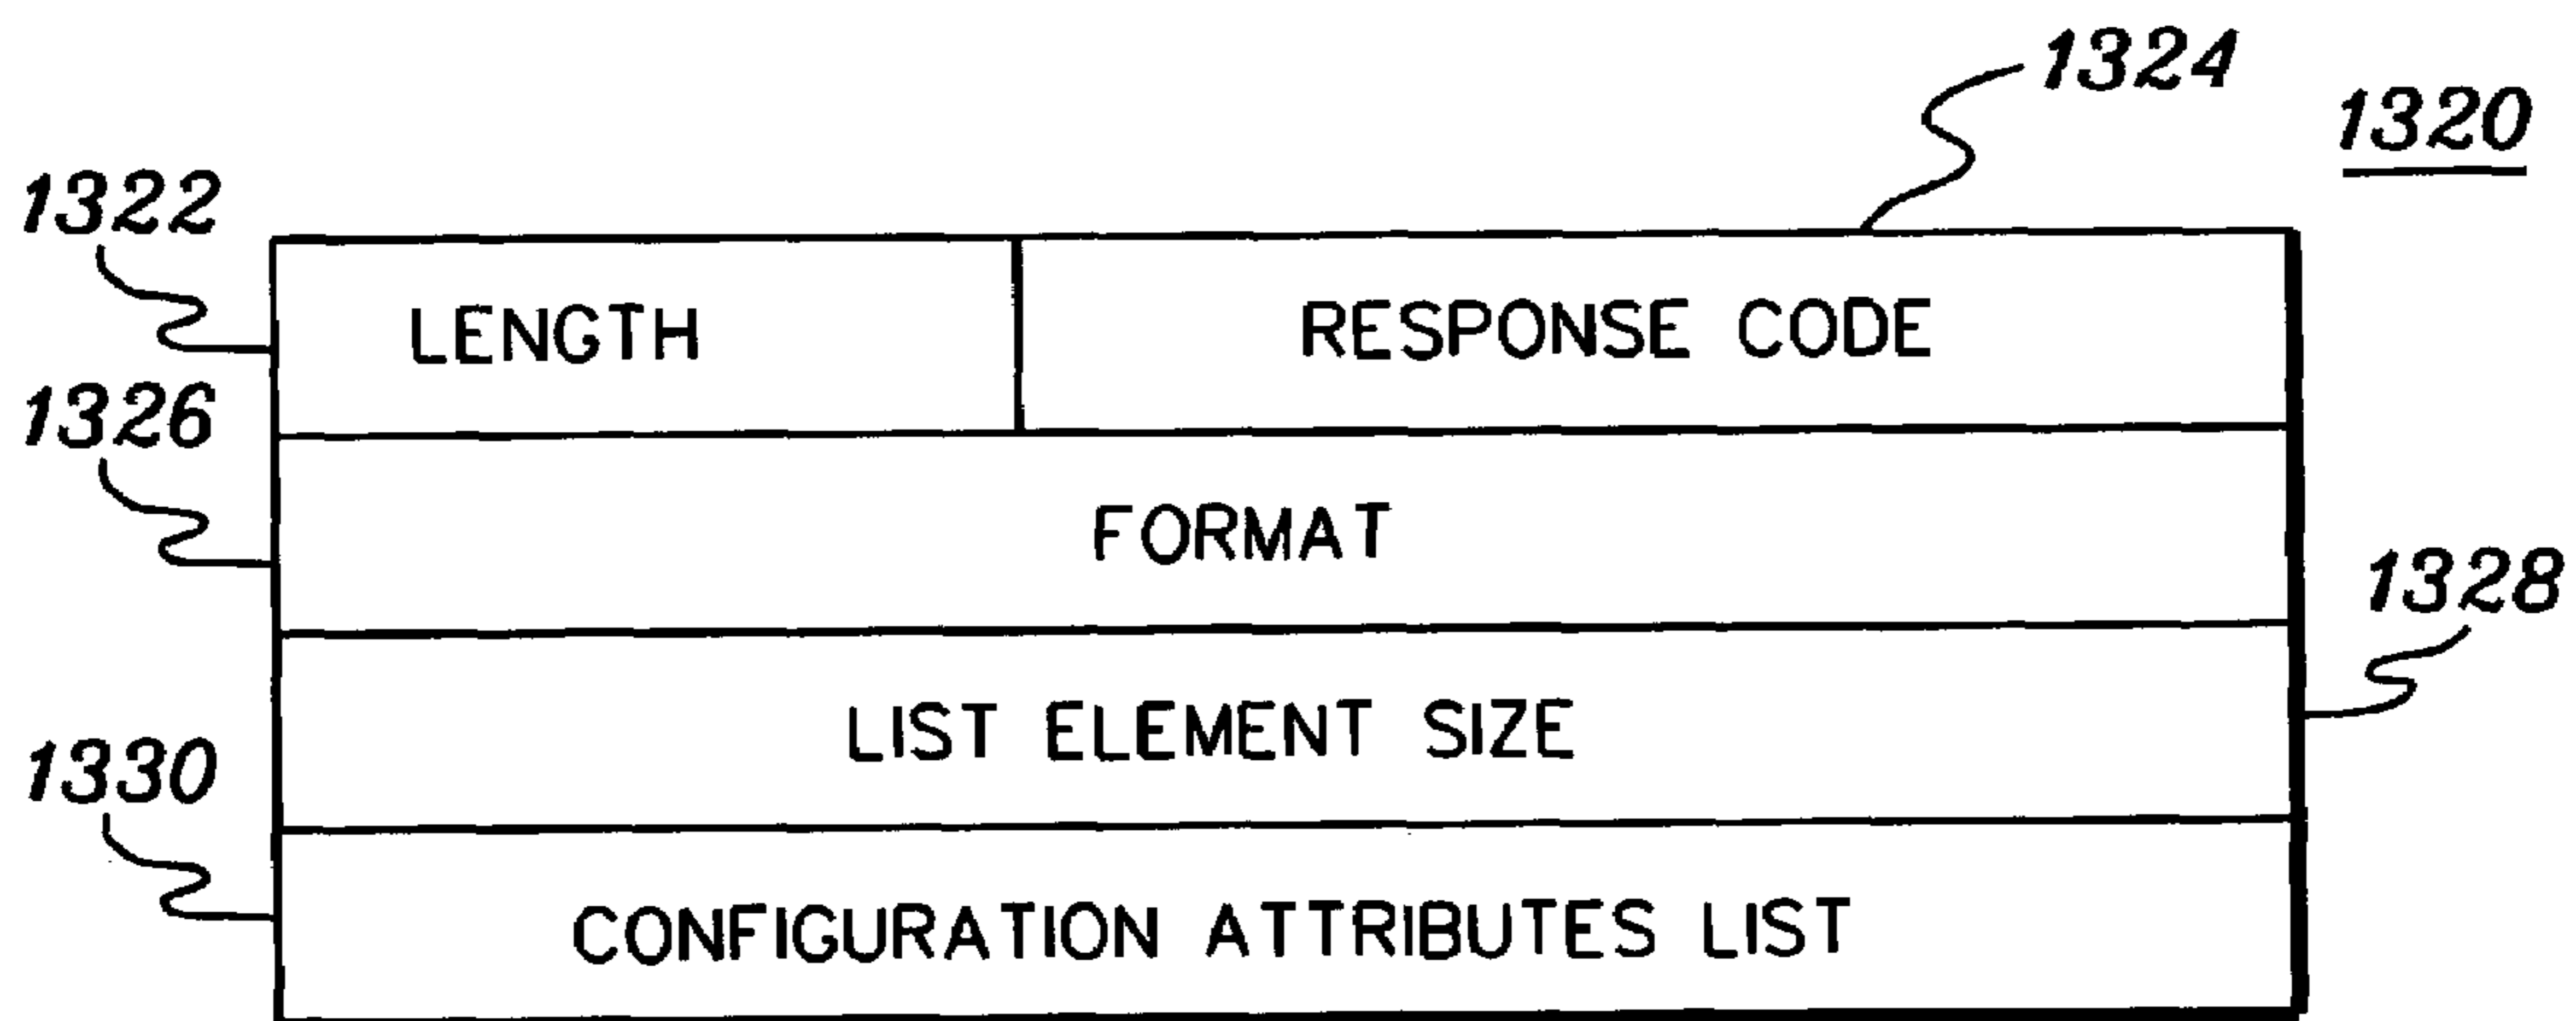 1324
1320
1322
LENGTH RESPONSE CODE
1326
FORMAT
1328
LIST ELEMENT SIZE
1330
CONFIGURATION ATTRIBUTES LIST